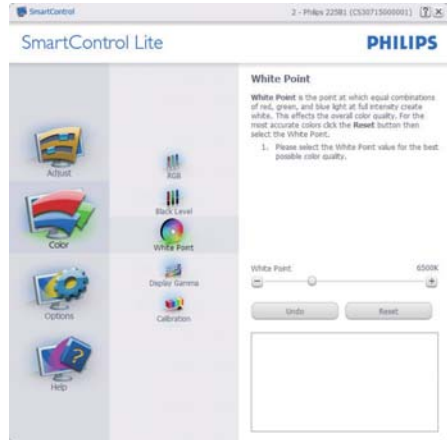 SmartControl
2 - Philips 225B1 (CS30715000001)
SmartControl Lite
PHILIPS
Adjust
Color
Options
Help
RGB
Black Level
White Point
Display Gamma
Calibration
White Point
White Point is the point at which equal combinations
of red, green, and blue light at full intensity create
white. This effects the overall color quality. For the
most accurate colors click the Reset button then
select the White Point.
1. Please select the White Point value for the best
possible color quality.
White Point 6500K
Undo Reset